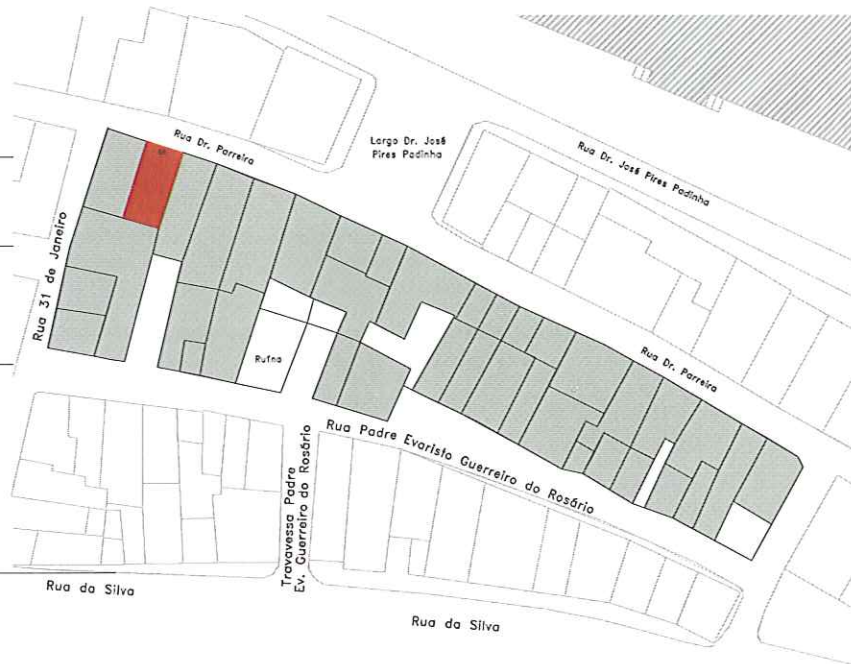 Rua Dr. Parreira
Largo Dr. José
Pires Padinha
Rua Dr. José Pires Padinha
Rua 31 de Janeiro
Ruína
Rua Dr. Parreira
Rua Padre Evaristo Guerreiro do Rosário
Travavessa Padre
Ev. Guerreiro do Rosário
Rua da Silva
Rua da Silva